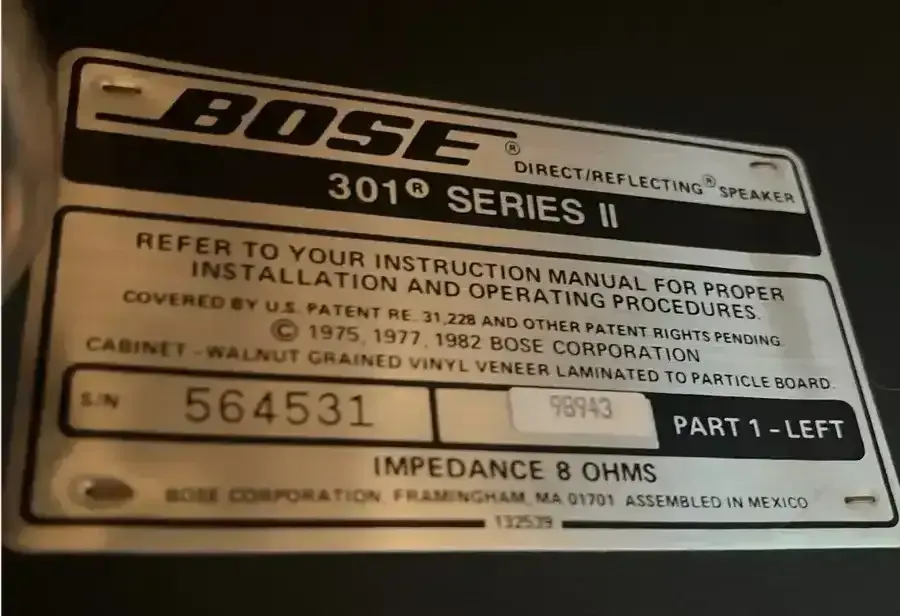 BOSE®
DIRECT/REFLECTING® SPEAKER
301® SERIES II
REFER TO YOUR INSTRUCTION MANUAL FOR PROPER
INSTALLATION AND OPERATING PROCEDURES.
COVERED BY U.S. PATENT RE. 31,228 AND OTHER PATENT RIGHTS PENDING.
© 1975, 1977, 1982 BOSE CORPORATION
CABINET - WALNUT GRAINED VINYL VENEER LAMINATED TO PARTICLE BOARD.
S/N 564531 98943 PART 1 - LEFT
IMPEDANCE 8 OHMS
BOSE CORPORATION, FRAMINGHAM, MA 01701 ASSEMBLED IN MEXICO
132539